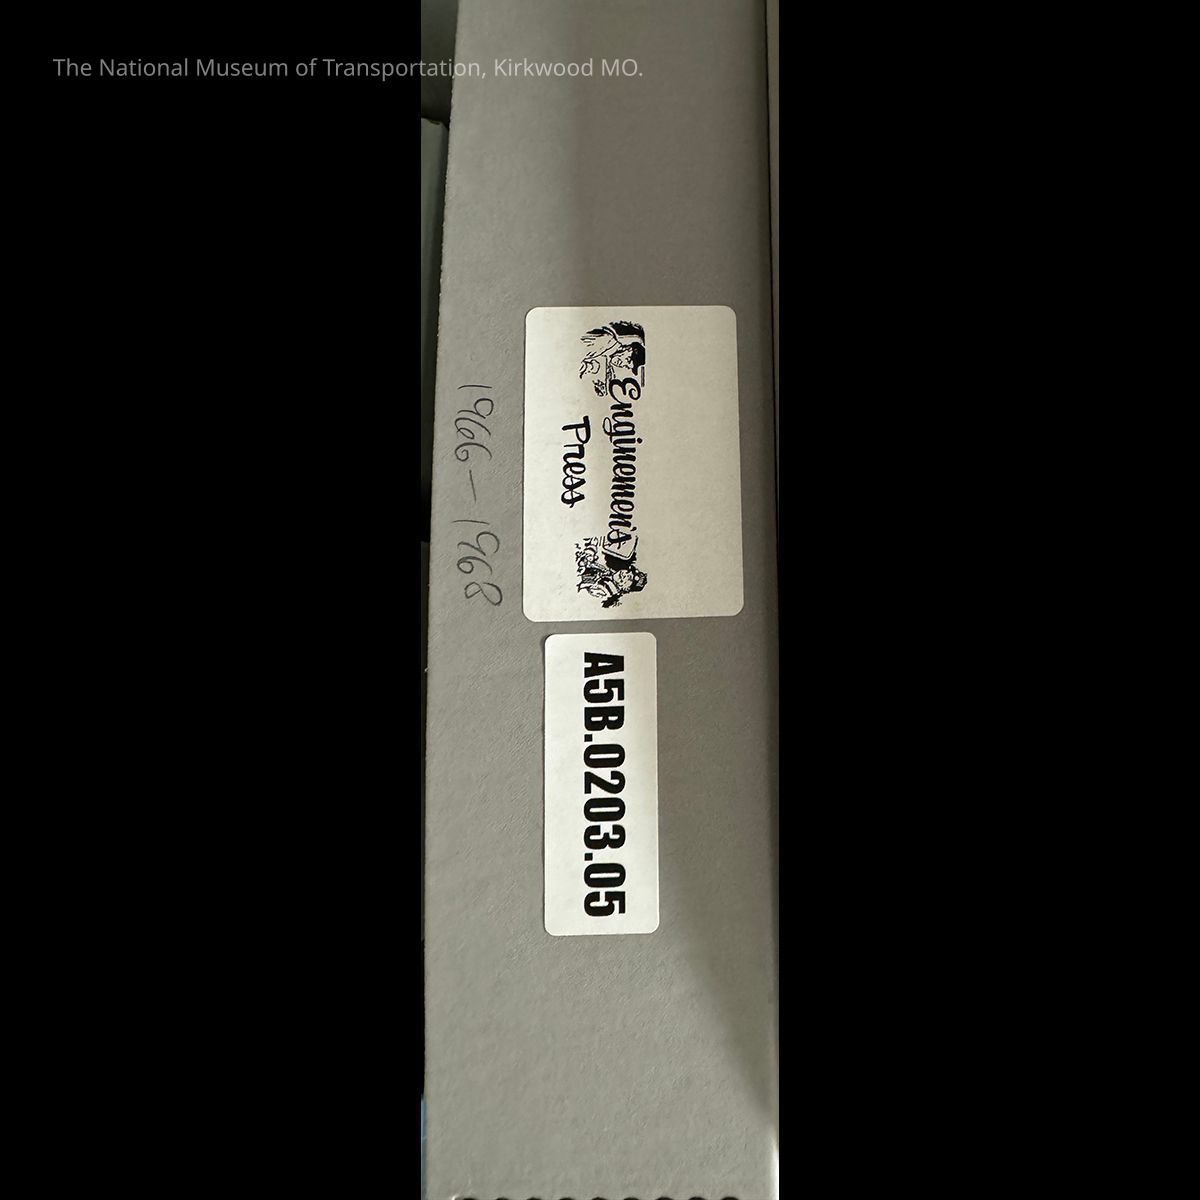 The National Museum of Transportation, Kirkwood MO.
Enginemen's
Press
1966-1968
A5B.0203.05